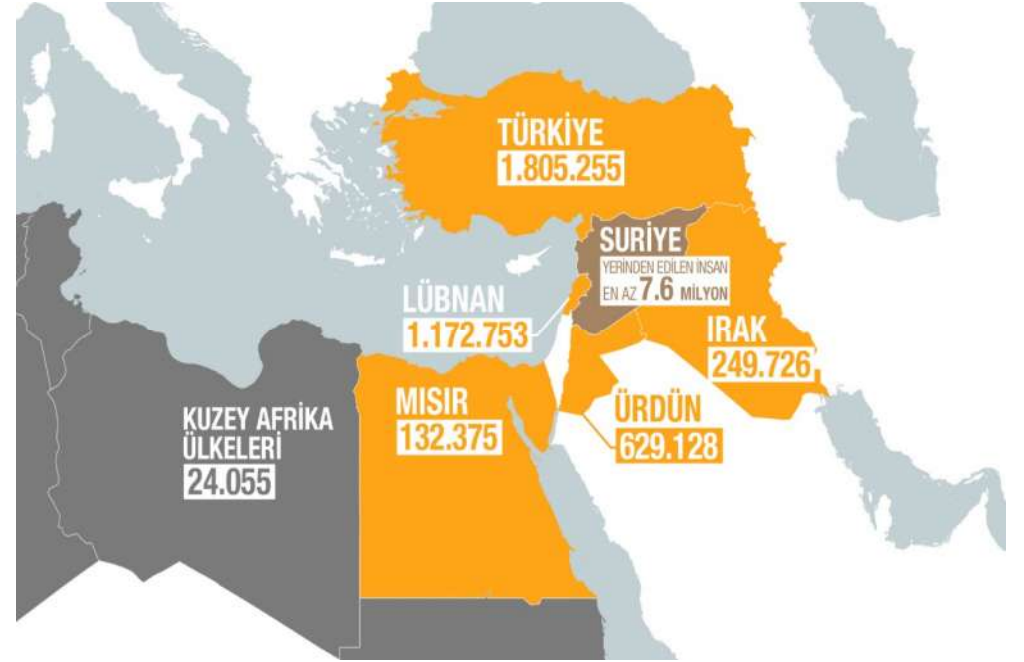 TÜRKİYE
1.805.255
SURİYE
YERİNDEN EDİLEN İNSAN
EN AZ 7.6 MİLYON
LÜBNAN
1.172.753
IRAK
249.726
MISIR
132.375
ÜRDÜN
629.128
KUZEY AFRİKA
ÜLKELERİ
24.055